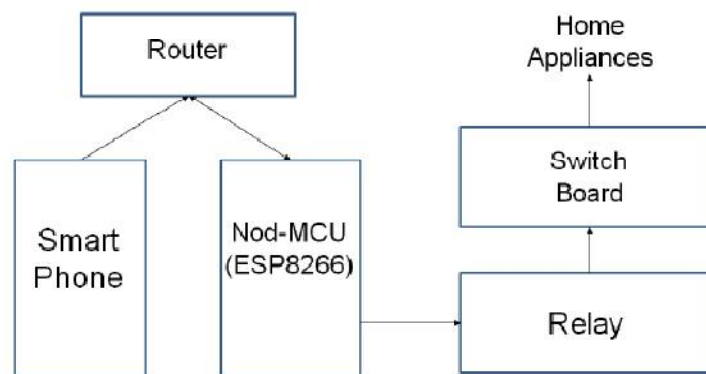 Router
Home
Appliances
Smart
Phone
Nod-MCU
(ESP8266)
Switch
Board
Relay